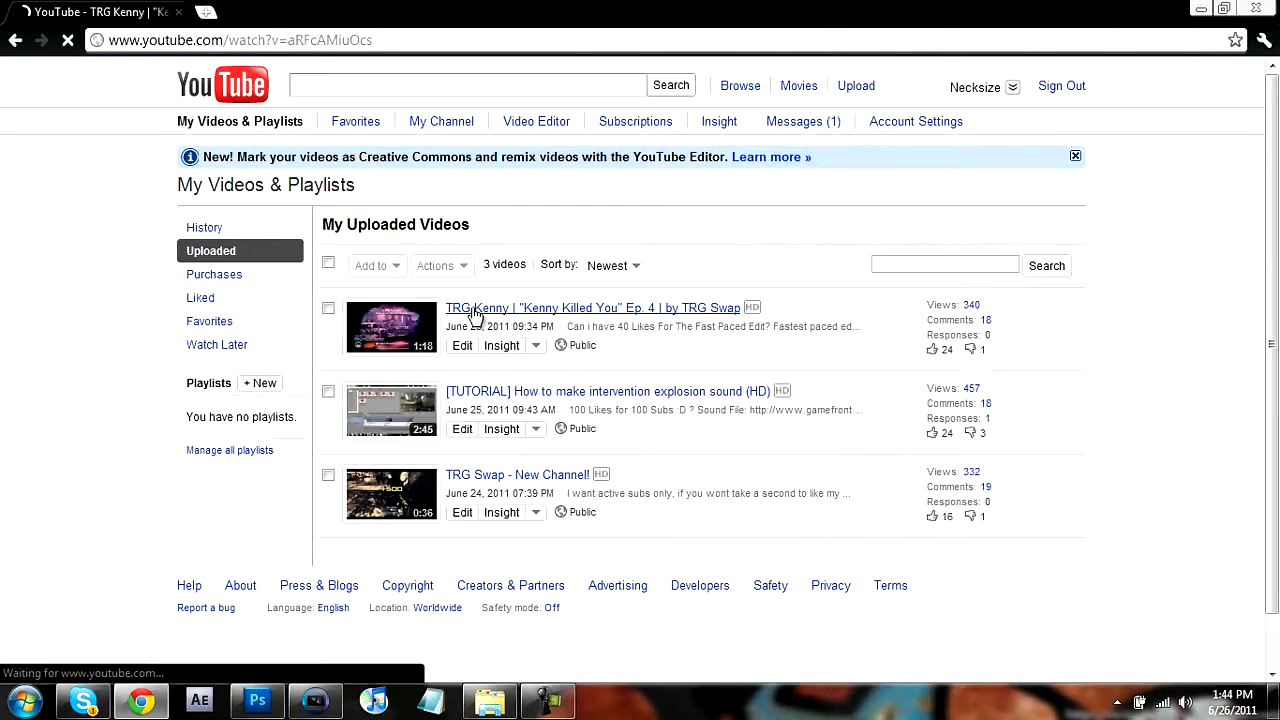 YouTube - TRG Kenny | "Ke
www.youtube.com/watch?v=aRFcAMiuOcs
YouTube
Search
Browse
Movies
Upload
Necksize
Sign Out
My Videos & Playlists
Favorites
My Channel
Video Editor
Subscriptions
Insight
Messages (1)
Account Settings
New! Mark your videos as Creative Commons and remix videos with the YouTube Editor. Learn more »
My Videos & Playlists
History
Uploaded
Purchases
Liked
Favorites
Watch Later
Playlists
+ New
You have no playlists.
Manage all playlists
My Uploaded Videos
Add to
Actions
3 videos
Sort by:
Newest
Search
TRG Kenny | "Kenny Killed You" Ep. 4 | by TRG Swap HD
2011 09:34 PM Can i have 40 Likes For The Fast Paced Edit? Fastest paced ed...
1:18
Edit Insight Public
Views: 340
Comments: 18
Responses: 0
24 1
[TUTORIAL] How to make intervention explosion sound (HD) HD
June 25, 2011 09:43 AM 100 Likes for 100 Subs D ? Sound File: http://www.gamefront...
2:45
Edit Insight Public
Views: 457
Comments: 18
Responses: 1
24 3
TRG Swap - New Channel! HD
June 24, 2011 07:39 PM I want active subs only, if you wont take a second to like my ...
0:36
Edit Insight Public
Views: 332
Comments: 19
Responses: 0
16 1
Help About Press & Blogs Copyright Creators & Partners Advertising Developers Safety Privacy Terms
Report a bug Language: English Location: Worldwide Safety mode: Off
Waiting for www.youtube.com...
Ae
Ps
1:44 PM
6/26/2011